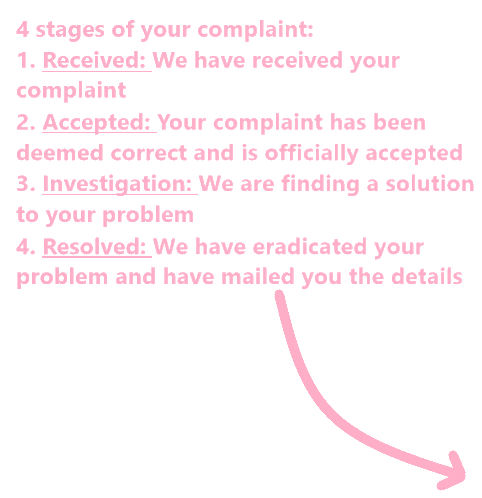 4 stages of your complaint:
1. Received: We have received your
complaint
2. Accepted: Your complaint has been
deemed correct and is officially accepted
3. Investigation: We are finding a solution
to your problem
4. Resolved: We have eradicated your
problem and have mailed you the details